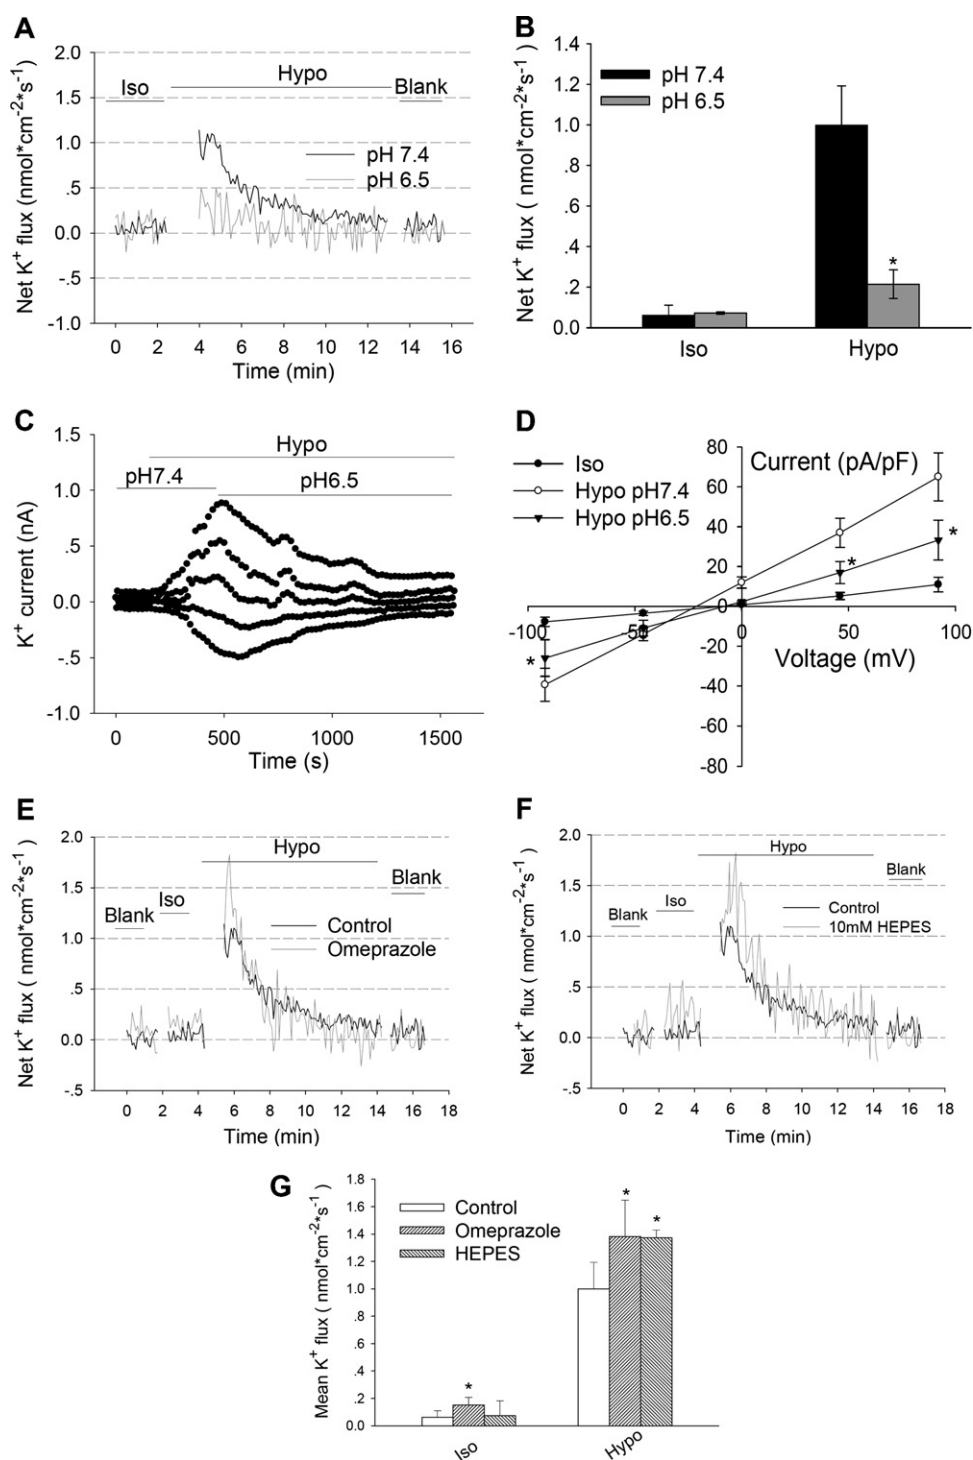 A
Net K⁺ flux (nmol*cm⁻²*s⁻¹)
2.0
1.5
1.0
.5
0.0
-.5
-1.0
Iso
Hypo
Blank
pH 7.4
pH 6.5
0 2 4 6 8 10 12 14 16
Time (min)
B
Net K⁺ flux ( nmol*cm⁻²*s⁻¹)
1.4
1.2
1.0
.8
.6
.4
.2
0.0
pH 7.4
pH 6.5
*
Iso Hypo
C
K⁺ current (nA)
1.5
1.0
.5
0.0
-.5
-1.0
Hypo
pH7.4
pH6.5
0 500 1000 1500
Time (s)
D
Iso
Hypo pH7.4
Hypo pH6.5
Current (pA/pF)
80
60
40
20
-20
-40
-60
-80
-100 -50 0 50 100
Voltage (mV)
*
*
*
E
Net K⁺ flux ( nmol*cm⁻²*s⁻¹)
2.0
1.5
1.0
.5
0.0
-.5
Blank
Iso
Hypo
Blank
Control
Omeprazole
0 2 4 6 8 10 12 14 16 18
Time (min)
F
Net K⁺ flux ( nmol*cm⁻²*s⁻¹)
2.0
1.5
1.0
.5
0.0
-.5
Blank
Iso
Hypo
Blank
Control
10mM HEPES
0 2 4 6 8 10 12 14 16 18
Time (min)
G
Mean K⁺ flux ( nmol*cm⁻²*s⁻¹ )
1.8
1.6
1.4
1.2
1.0
.8
.6
.4
.2
0.0
Control
Omeprazole
HEPES
*
*
*
Iso Hypo